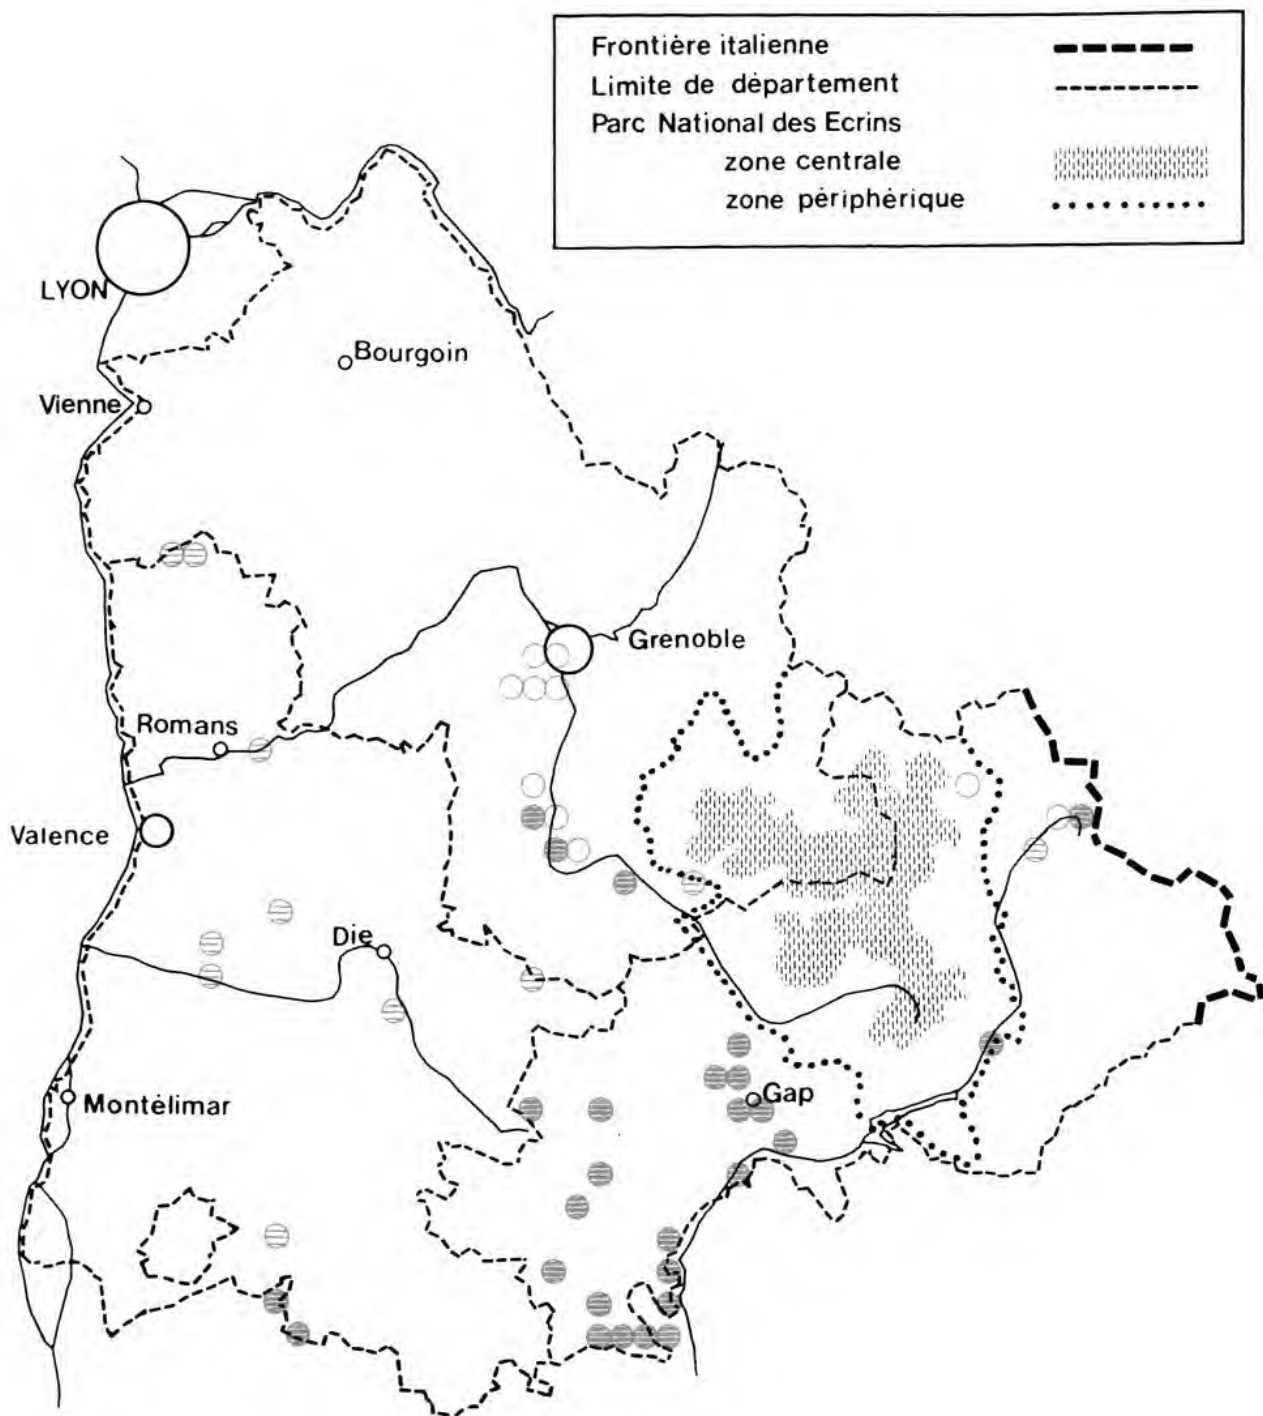 Frontière italienne
Limite de département
Parc National des Ecrins
zone centrale
zone périphérique
LYON
Bourgoin
Vienne
Grenoble
Romans
Valence
Die
Gap
Montélimar